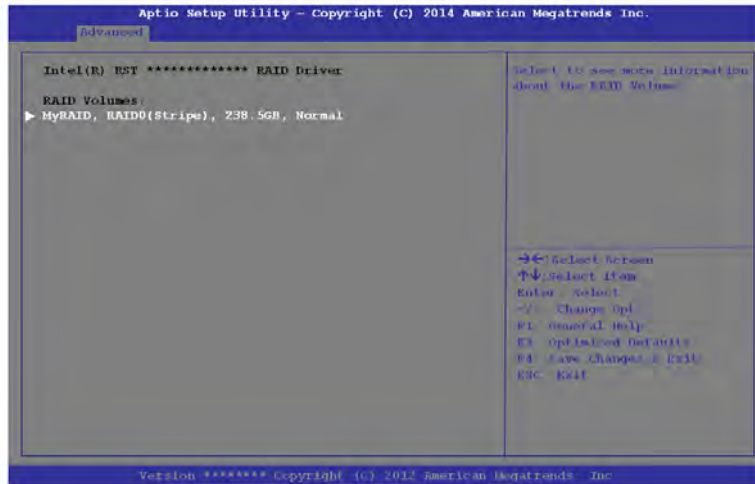 Aptio Setup Utility – Copyright (C) 2014 American Megatrends Inc.
Advanced
Intel(R) RST ************* RAID Driver
RAID Volumes:
MyRAID, RAID0(Stripe), 238.5GB, Normal
Select to see more information
about the RAID Volume
→←:Select Screen
↑↓:Select Item
Enter: Select
Change Opt
F1: General Help
F3: Optimized Defaults
F4: Save Changes & Exit
ESC: Exit
Version ******** Copyright (C) 2012 American Megatrends Inc